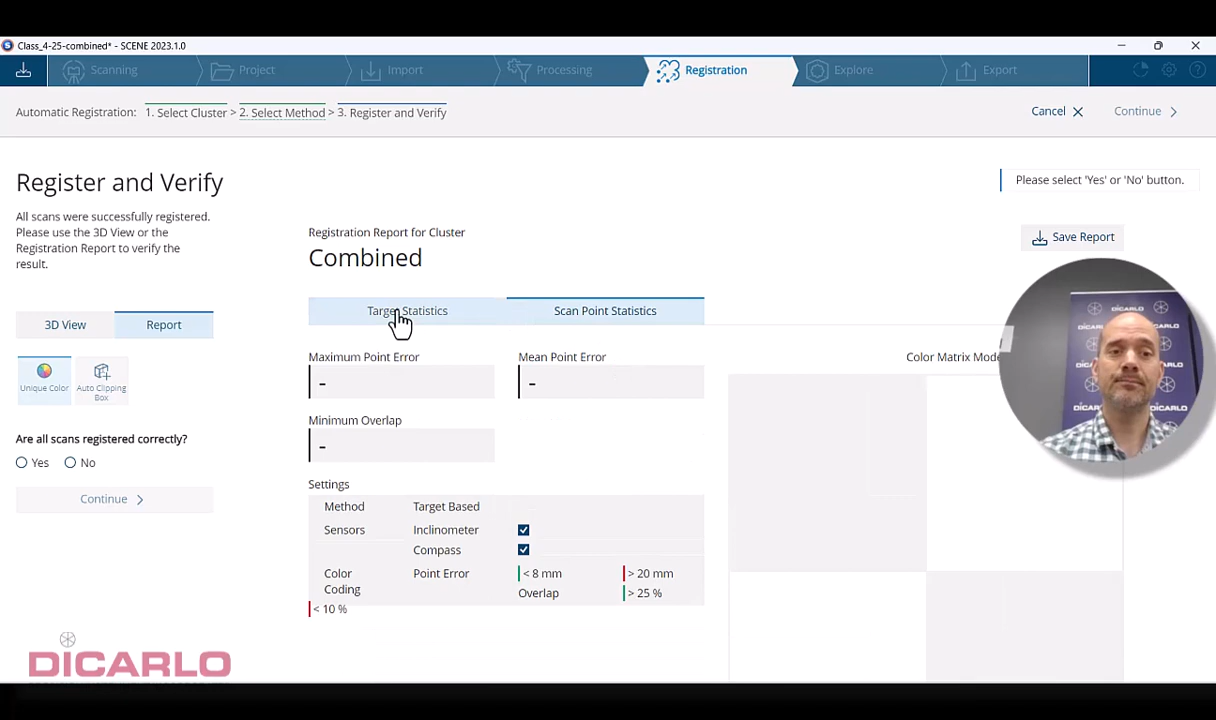 Class_4-25-combined* - SCENE 2023.1.0
Scanning
Project
Import
Processing
Registration
Explore
Export
Automatic Registration: 1. Select Cluster > 2. Select Method > 3. Register and Verify
Cancel
Continue
Register and Verify
Please select 'Yes' or 'No' button.
All scans were successfully registered.
Please use the 3D View or the
Registration Report to verify the
result.
3D View
Report
Unique Color
Auto Clipping
Box
Are all scans registered correctly?
Yes
No
Continue
Registration Report for Cluster
Combined
Save Report
Target Statistics
Scan Point Statistics
Maximum Point Error
Mean Point Error
Color Matrix Mode
-
-
Minimum Overlap
-
Settings
Method Target Based
Sensors Inclinometer
Compass
Color
Coding
Point Error < 8 mm > 20 mm
Overlap > 25 %
< 10 %
DICARLO
DICARLO